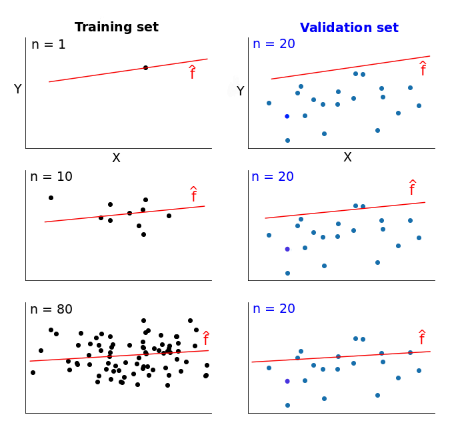 Training set
Validation set
n = 1
n = 20
f̂
f̂
Y
Y
X
X
n = 10
n = 20
f̂
f̂
n = 80
n = 20
f̂
f̂